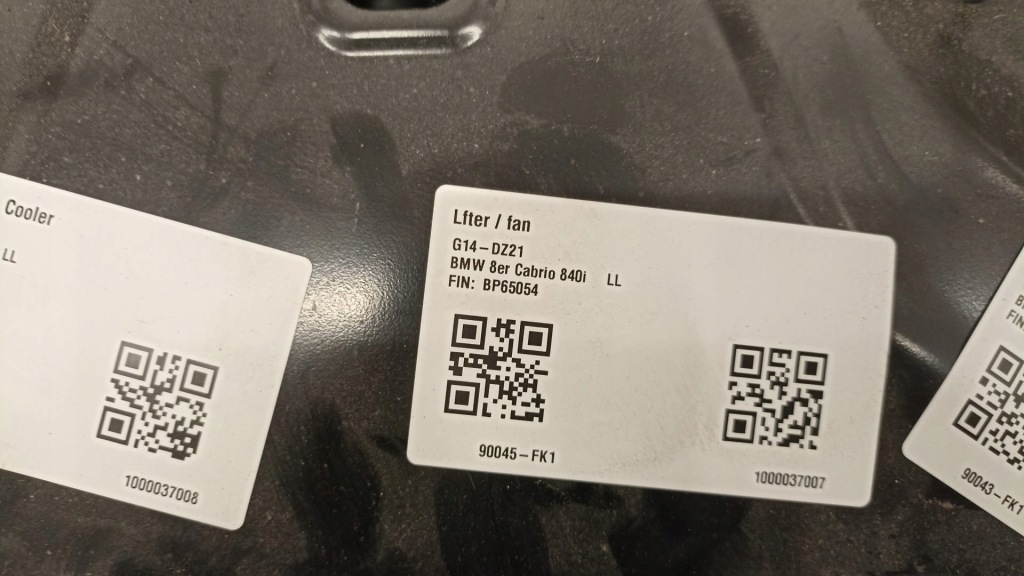 Cooler
LL
1000037008
Lfter / fan
G14-DZ21
BMW 8er Cabrio 840i LL
FIN: BP65054
90045-FK1
1000037007
FIN
90043-FK1